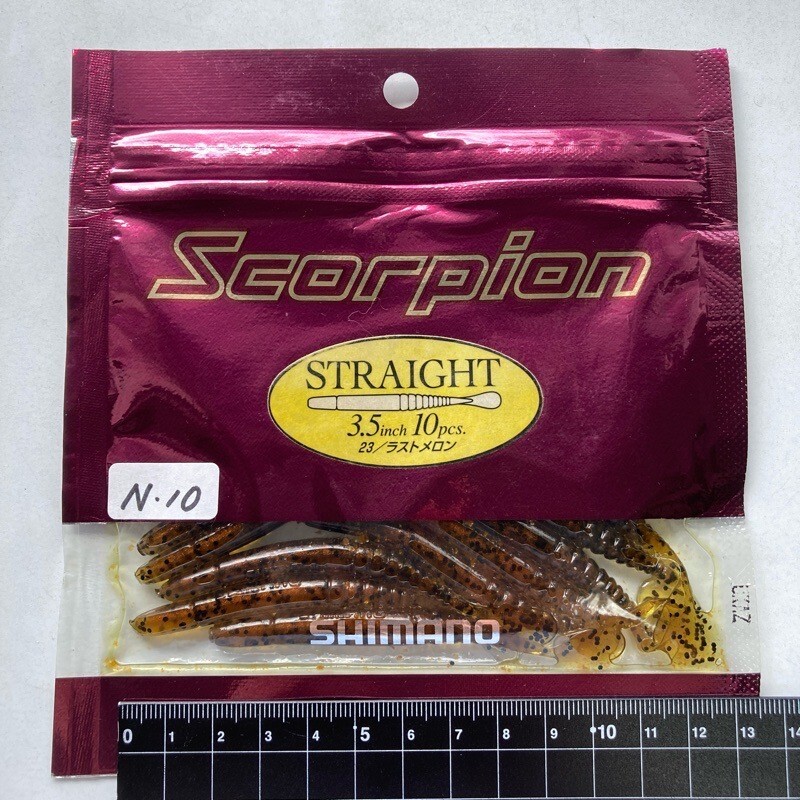 Scorpion
STRAIGHT
3.5inch 10pcs.
23/ラストメロン
N·10
SHIMANO
0 1 2 3 4 5 6 7 8 9 10 11 12 13 14